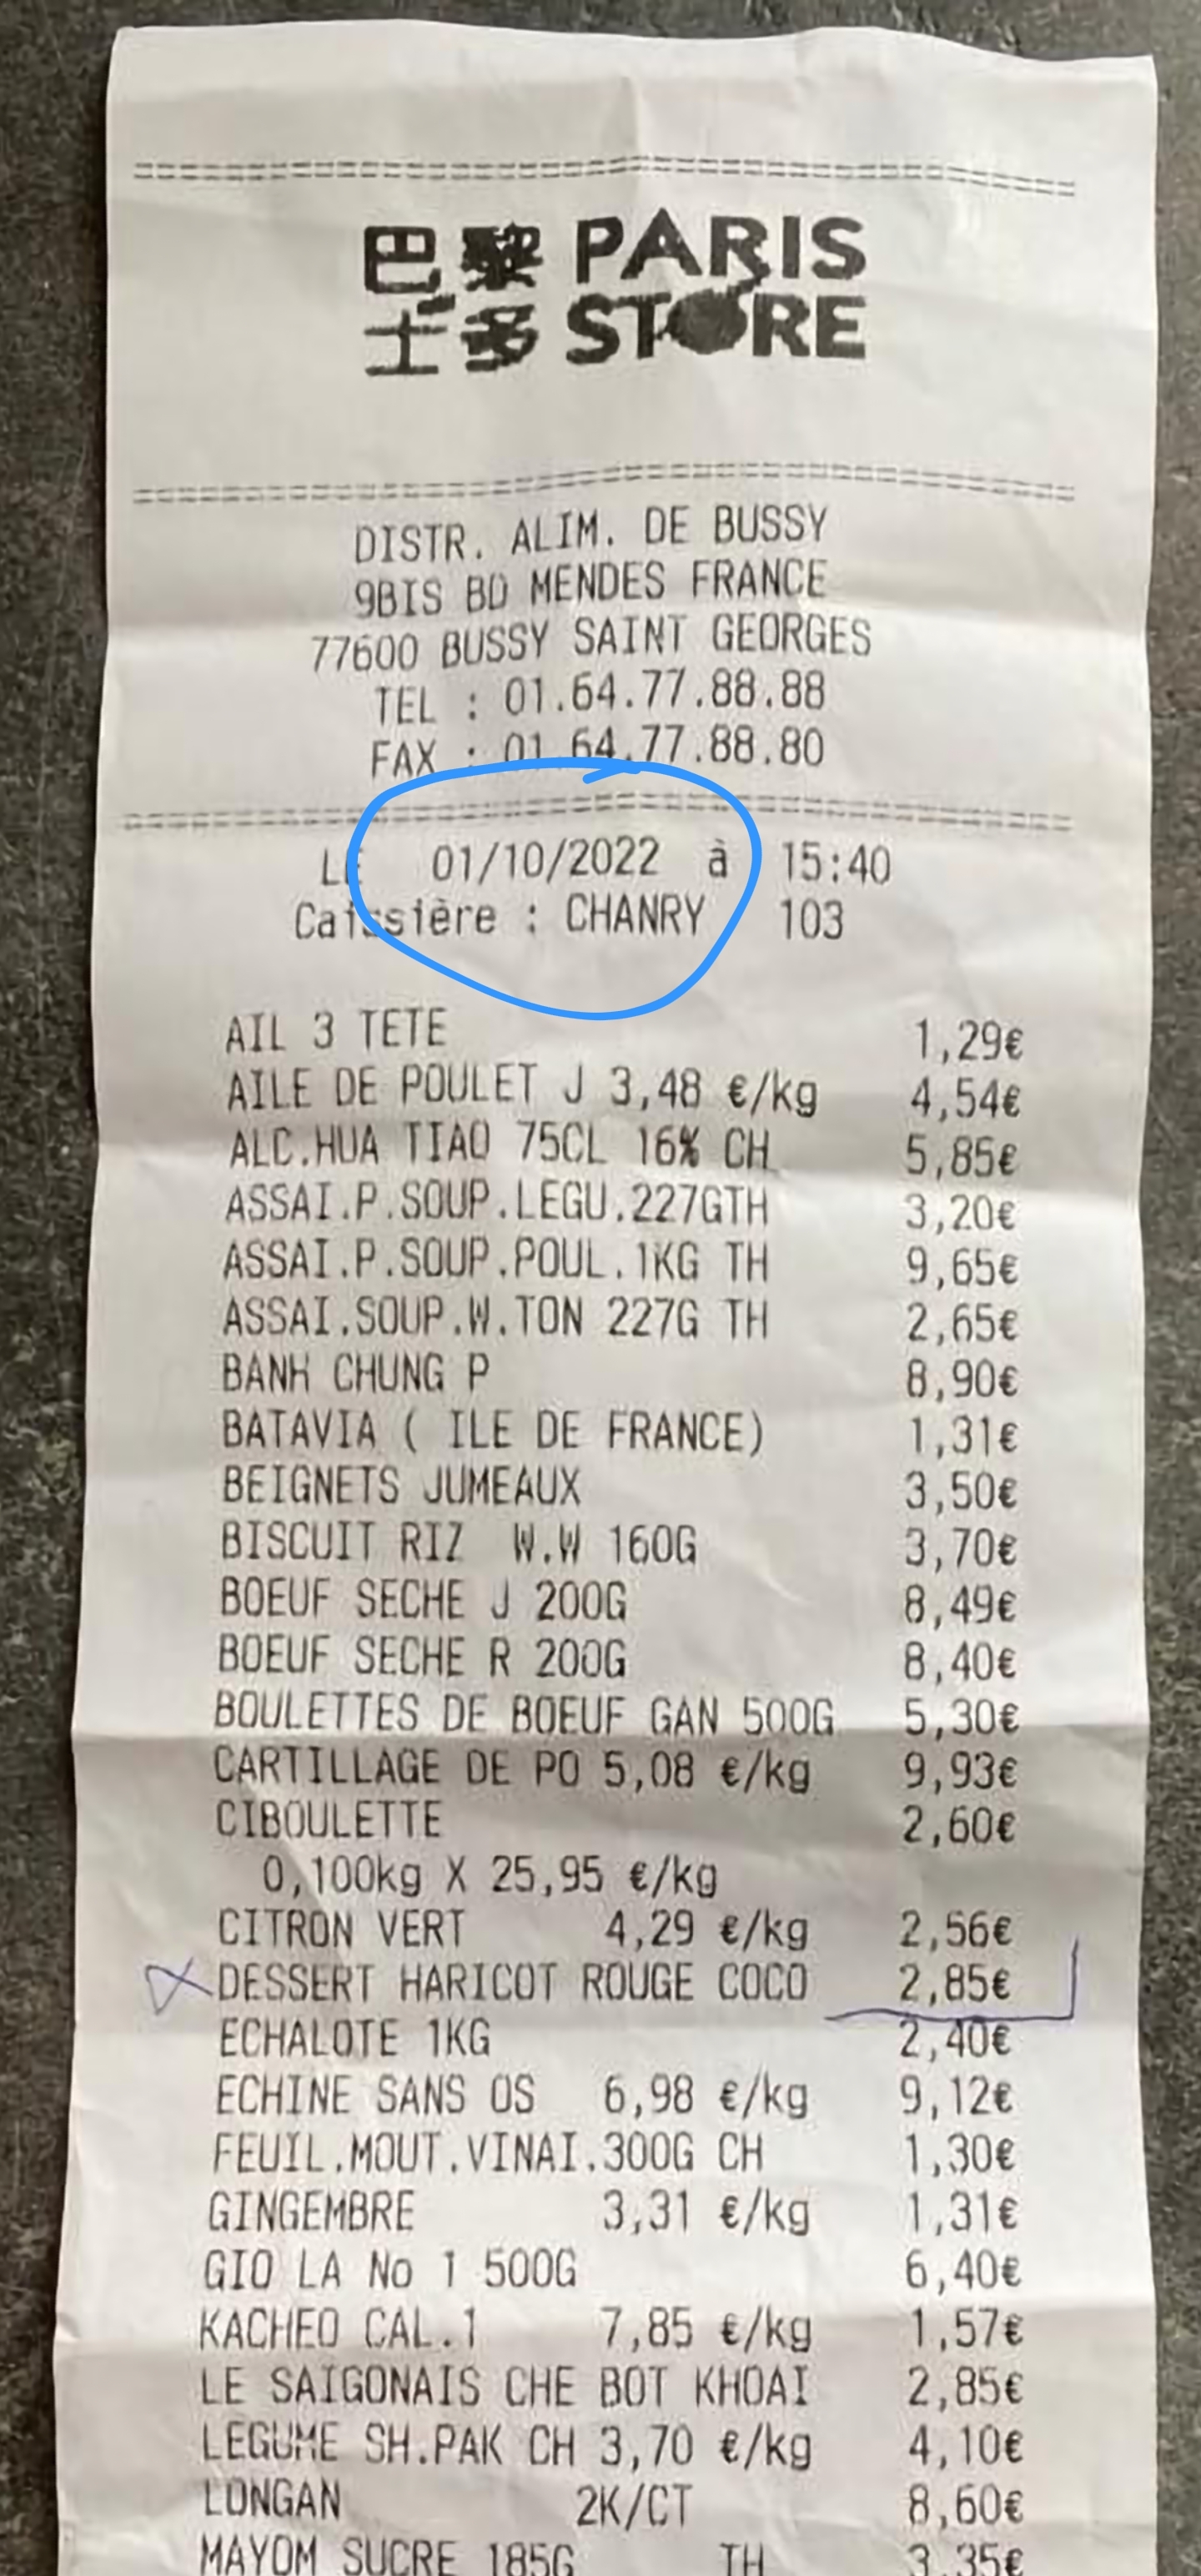 巴黎 PARIS
士多 STORE
DISTR. ALIM. DE BUSSY
9BIS BD MENDES FRANCE
77600 BUSSY SAINT GEORGES
TEL : 01.64.77.88.88
FAX : 01.64.77.88.80
LE 01/10/2022 à 15:40
Caissière : CHANRY 103
AIL 3 TETE 1,29€
AILE DE POULET J 3,48 €/kg 4,54€
ALC.HUA TIAO 75CL 16% CH 5,85€
ASSAI.P.SOUP.LEGU.227GTH 3,20€
ASSAI.P.SOUP.POUL.1KG TH 9,65€
ASSAI.SOUP.W.TON 227G TH 2,65€
BANH CHUNG P 8,90€
BATAVIA ( ILE DE FRANCE) 1,31€
BEIGNETS JUMEAUX 3,50€
BISCUIT RIZ W.W 160G 3,70€
BOEUF SECHE J 200G 8,49€
BOEUF SECHE R 200G 8,40€
BOULETTES DE BOEUF GAN 500G 5,30€
CARTILLAGE DE PO 5,08 €/kg 9,93€
CIBOULETTE 2,60€
0,100kg X 25,95 €/kg
CITRON VERT 4,29 €/kg 2,56€
DESSERT HARICOT ROUGE COCO 2,85€
ECHALOTE 1KG 2,40€
ECHINE SANS OS 6,98 €/kg 9,12€
FEUIL.MOUT.VINAI.300G CH 1,30€
GINGEMBRE 3,31 €/kg 1,31€
GIO LA No 1 500G 6,40€
KACHEO CAL.1 7,85 €/kg 1,57€
LE SAIGONAIS CHE BOT KHOAI 2,85€
LEGUME SH.PAK CH 3,70 €/kg 4,10€
LONGAN 2K/CT 8,60€
MAYOM SUCRE 185G TH 3,35€